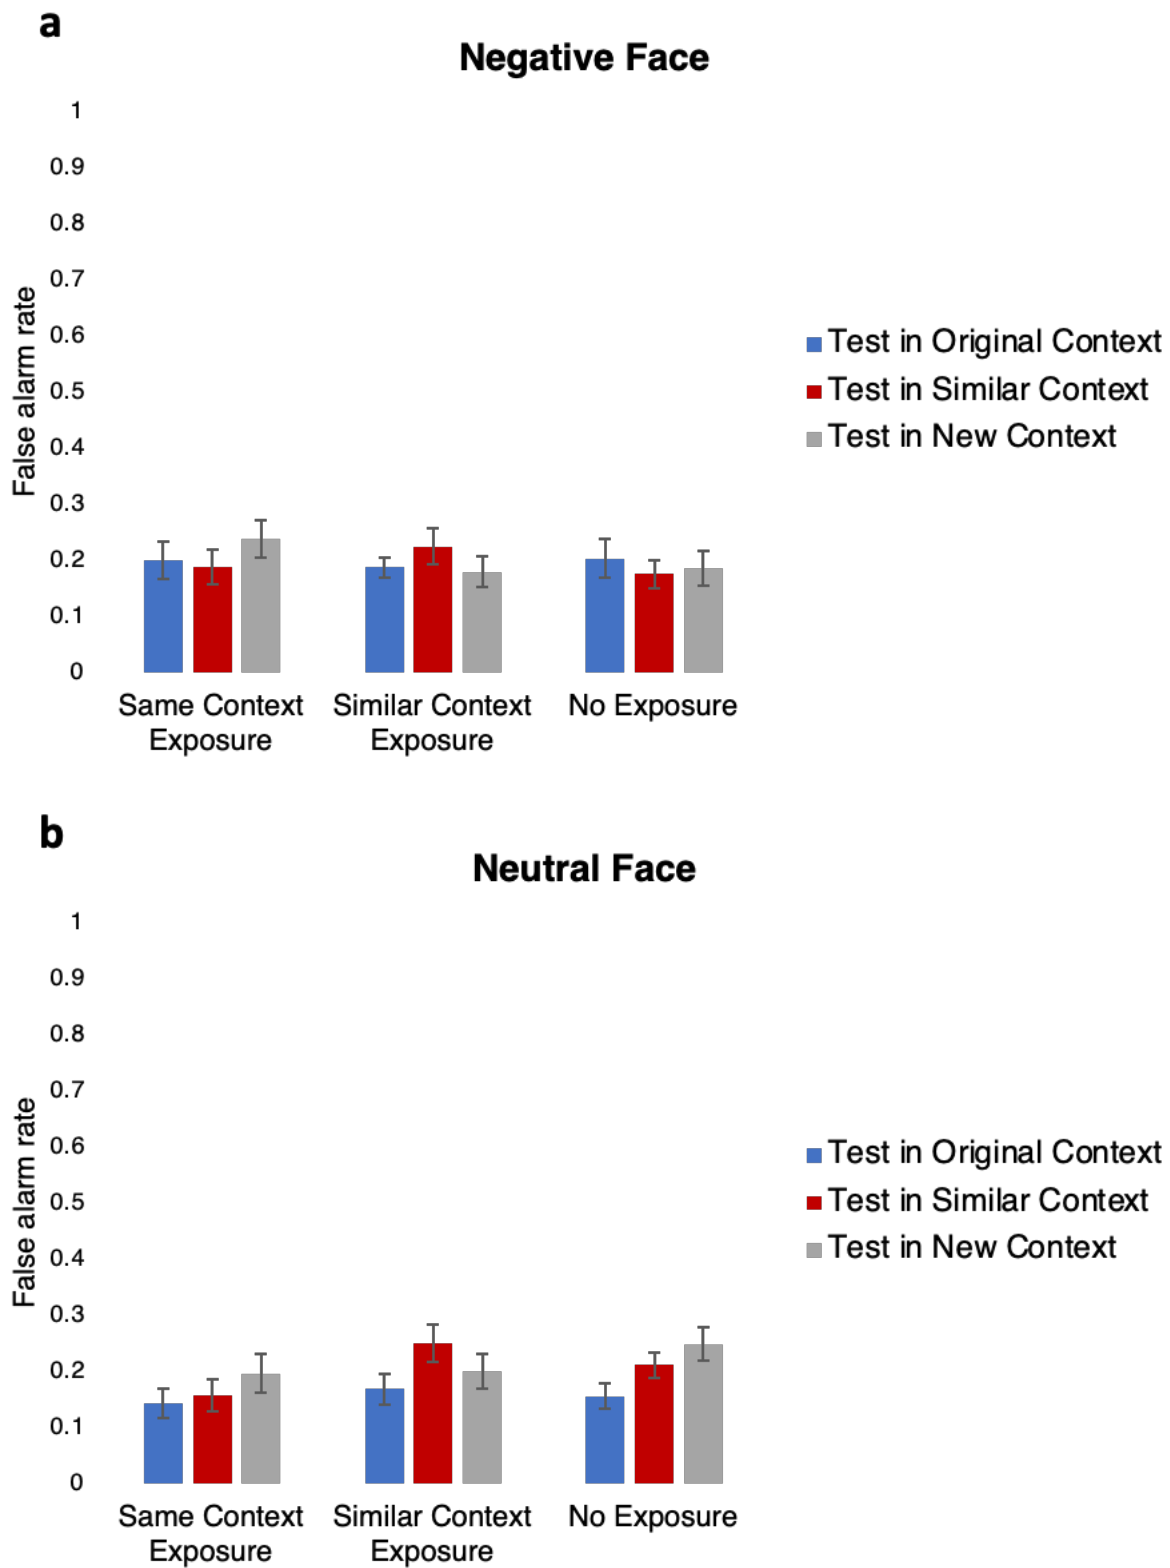 a
Negative Face
1
0.9
0.8
0.7
0.6
0.5
0.4
0.3
0.2
0.1
0
False alarm rate
Test in Original Context
Test in Similar Context
Test in New Context
Same Context
Exposure
Similar Context
Exposure
No Exposure
b
Neutral Face
1
0.9
0.8
0.7
0.6
0.5
0.4
0.3
0.2
0.1
0
False alarm rate
Test in Original Context
Test in Similar Context
Test in New Context
Same Context
Exposure
Similar Context
Exposure
No Exposure